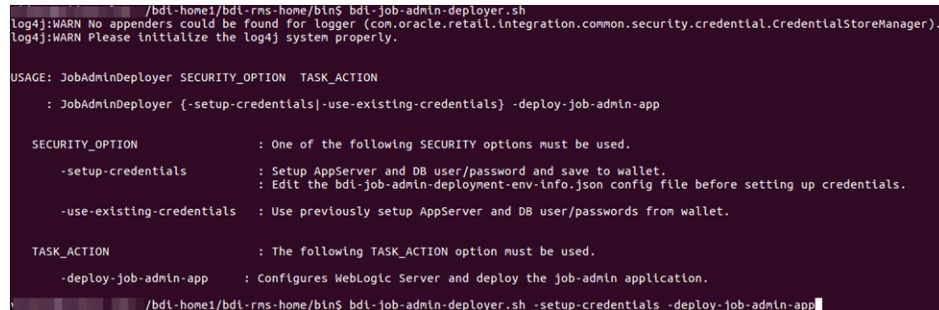 /bdi-home1/bdi-rms-home/bin$ bdi-job-admin-deployer.sh
log4j:WARN No appenders could be found for logger (com.oracle.retail.integration.common.security.credential.CredentialStoreManager).
log4j:WARN Please initialize the log4j system properly.
USAGE: JobAdminDeployer SECURITY_OPTION TASK_ACTION
: JobAdminDeployer {-setup-credentials|-use-existing-credentials} -deploy-job-admin-app
SECURITY_OPTION : One of the following SECURITY options must be used.
-setup-credentials : Setup AppServer and DB user/password and save to wallet.
: Edit the bdi-job-admin-deployment-env-info.json config file before setting up credentials.
-use-existing-credentials : Use previously setup AppServer and DB user/passwords from wallet.
TASK_ACTION : The following TASK_ACTION option must be used.
-deploy-job-admin-app : Configures WebLogic Server and deploy the job-admin application.
/bdi-home1/bdi-rms-home/bin$ bdi-job-admin-deployer.sh -setup-credentials -deploy-job-admin-app